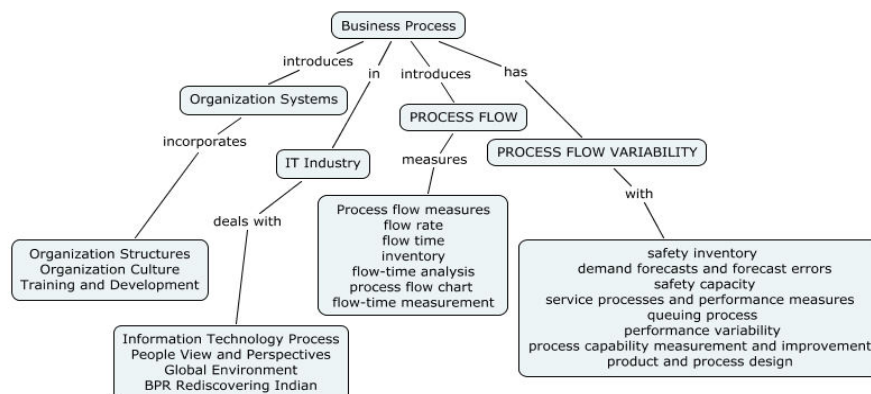 Business Process
introduces
in
introduces
has
Organization Systems
PROCESS FLOW
incorporates
IT Industry
measures
PROCESS FLOW VARIABILITY
deals with
with
Organization Structures
Organization Culture
Training and Development
Process flow measures
flow rate
flow time
inventory
flow-time analysis
process flow chart
flow-time measurement
safety inventory
demand forecasts and forecast errors
safety capacity
service processes and performance measures
queuing process
performance variability
process capability measurement and improvement
product and process design
Information Technology Process
People View and Perspectives
Global Environment
BPR Rediscovering Indian